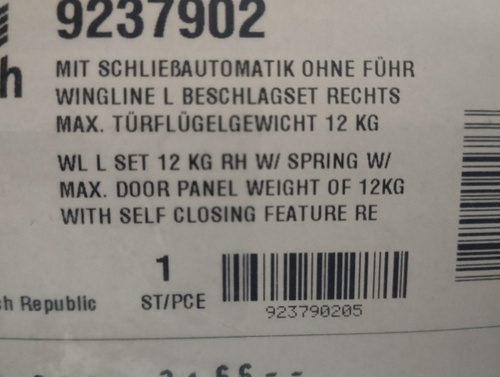 9237902
MIT SCHLIEßAUTOMATIK OHNE FÜHR
WINGLINE L BESCHLAGSET RECHTS
MAX. TÜRFLÜGELGEWICHT 12 KG
WL L SET 12 KG RH W/ SPRING W/
MAX. DOOR PANEL WEIGHT OF 12KG
WITH SELF CLOSING FEATURE RE
1
ch Republic ST/PCE
923790205